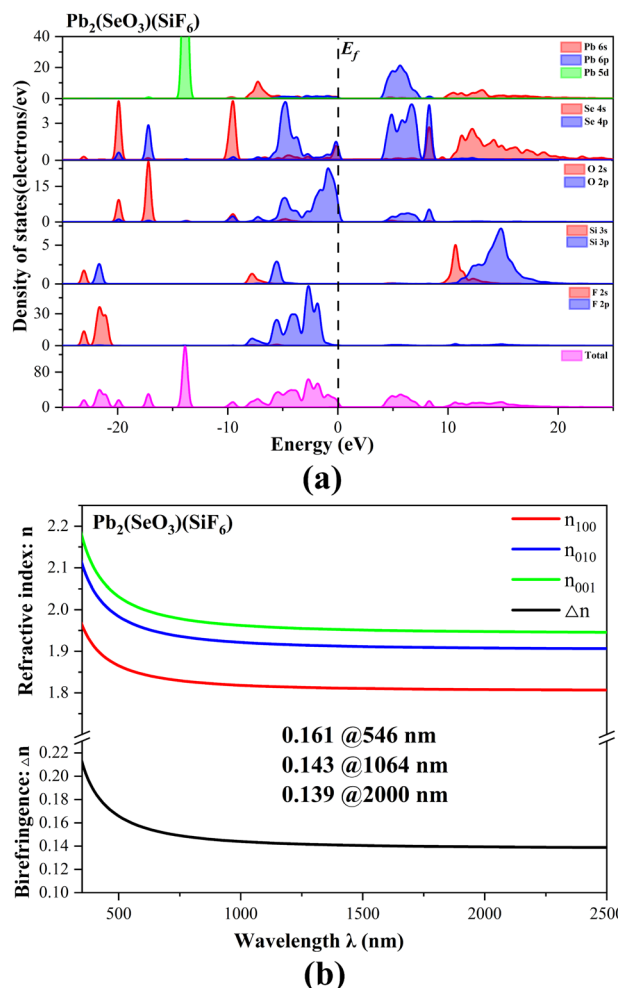 Pb₂(SeO₃)(SiF₆)
E_f
Pb 6s
Pb 6p
Pb 5d
40
20
0
Se 4s
Se 4p
3
0
O 2s
O 2p
15
0
Si 3s
Si 3p
F 2s
F 2p
Total
80
0
Density of states(electrons/ev)
-20
-10
0
10
20
Energy (eV)
(a)
Pb₂(SeO₃)(SiF₆)
n₁₀₀
n₀₁₀
n₀₀₁
△n
2.2
2.1
2.0
1.9
1.8
Refractive index: n
0.161 @546 nm
0.143 @1064 nm
0.139 @2000 nm
0.22
0.20
0.18
0.16
0.14
0.12
0.10
Birefringence: △n
500
1000
1500
2000
2500
Wavelength λ (nm)
(b)